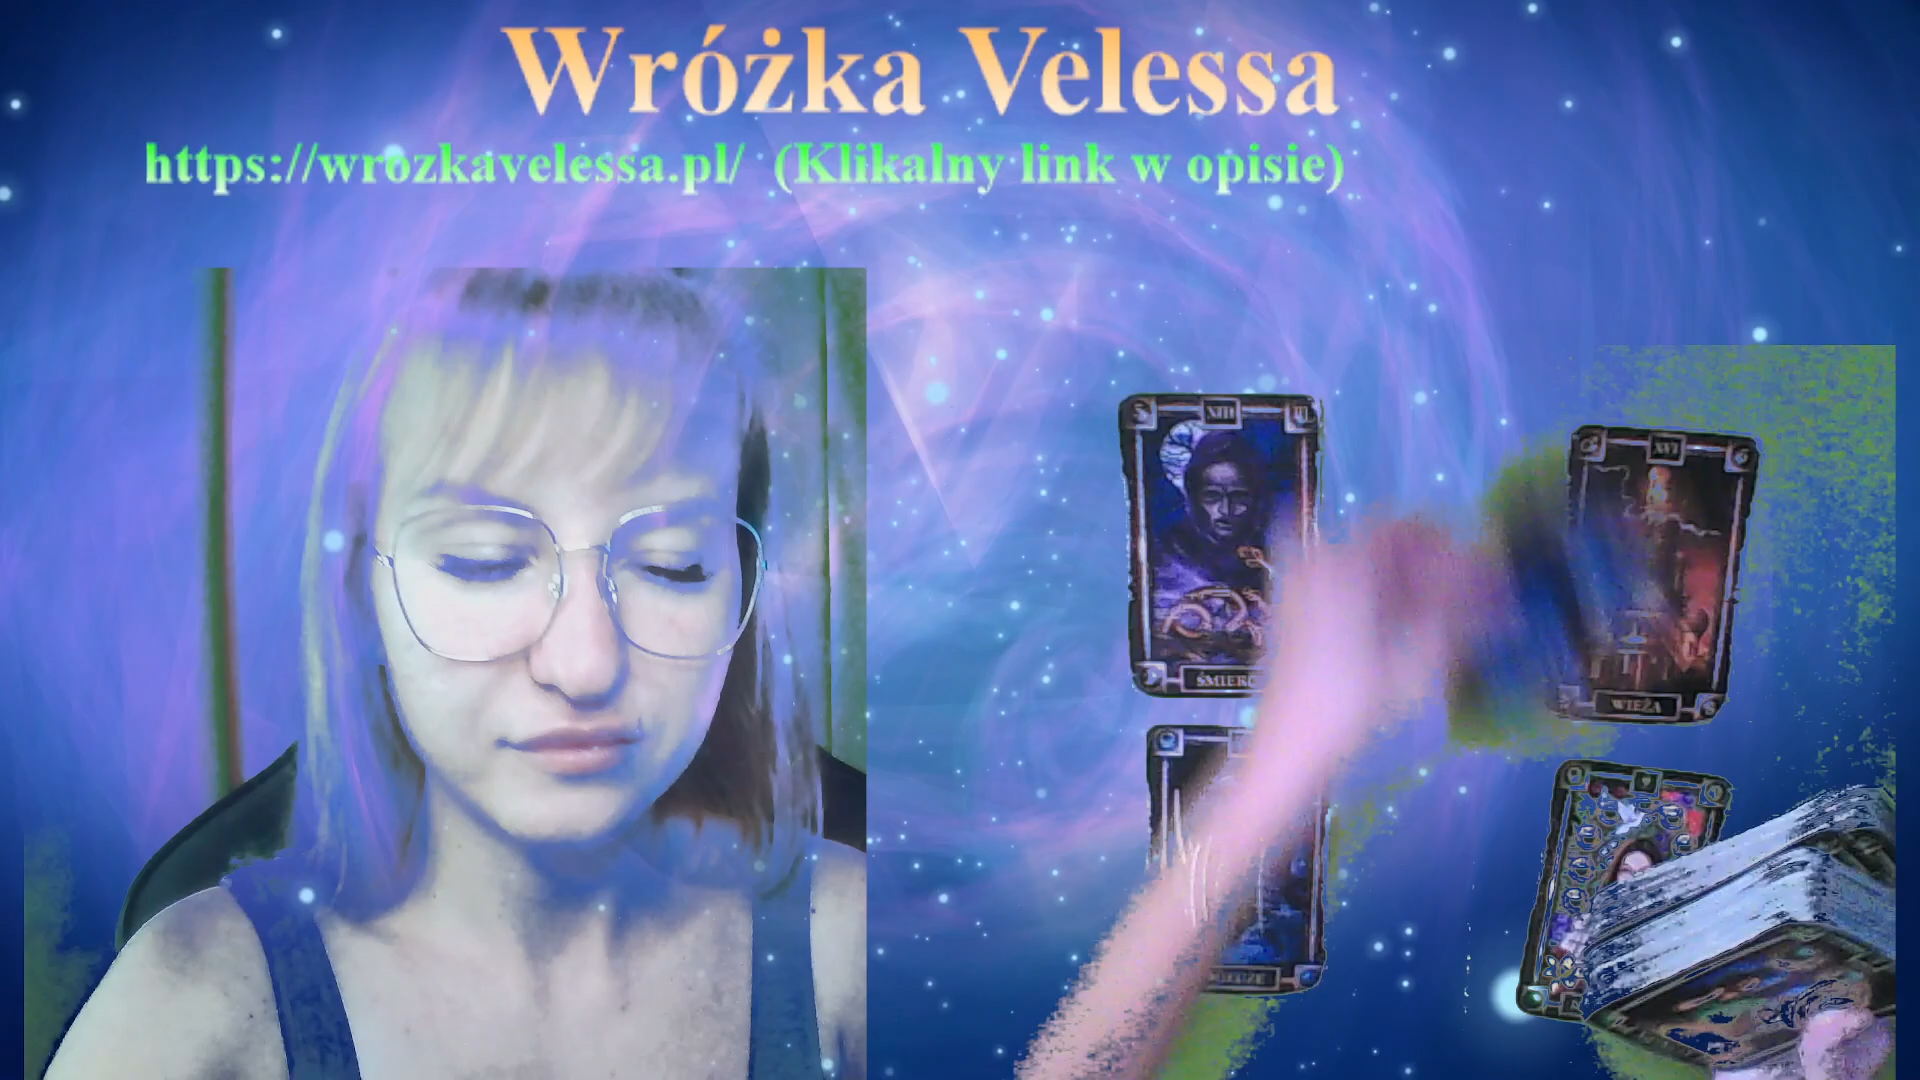 Wróżka Velessa
https://wrozkavelessa.pl/ (Klikalny link w opisie)
XIII
XVI
ŚMIERĆ
WIEŻA